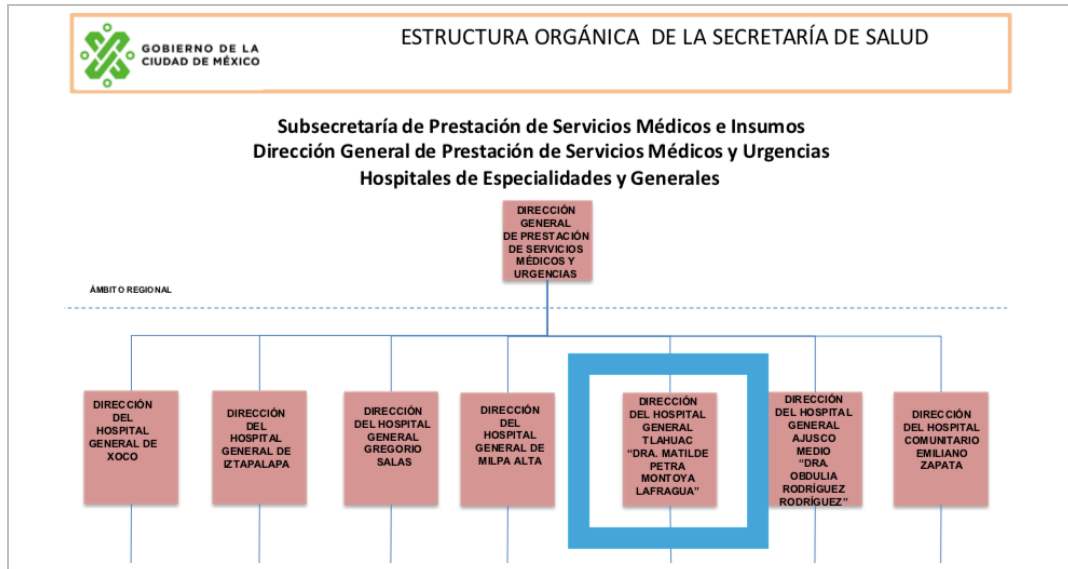 GOBIERNO DE LA
CIUDAD DE MÉXICO
ESTRUCTURA ORGÁNICA DE LA SECRETARÍA DE SALUD
Subsecretaría de Prestación de Servicios Médicos e Insumos
Dirección General de Prestación de Servicios Médicos y Urgencias
Hospitales de Especialidades y Generales
DIRECCIÓN
GENERAL
DE PRESTACIÓN
DE SERVICIOS
MÉDICOS Y
URGENCIAS
ÁMBITO REGIONAL
DIRECCIÓN
DEL
HOSPITAL
GENERAL DE
XOCO
DIRECCIÓN
DEL
HOSPITAL
GENERAL DE
IZTAPALAPA
DIRECCIÓN
DEL HOSPITAL
GENERAL
GREGORIO
SALAS
DIRECCIÓN
DEL
HOSPITAL
GENERAL DE
MILPA ALTA
DIRECCIÓN
DEL HOSPITAL
GENERAL
TLAHUAC
“DRA. MATILDE
PETRA
MONTOYA
LAFRAGUA”
DIRECCIÓN
DEL HOSPITAL
GENERAL
AJUSCO
MEDIO
“DRA.
OBDULIA
RODRÍGUEZ
RODRÍGUEZ”
DIRECCIÓN
DEL HOSPITAL
COMUNITARIO
EMILIANO
ZAPATA